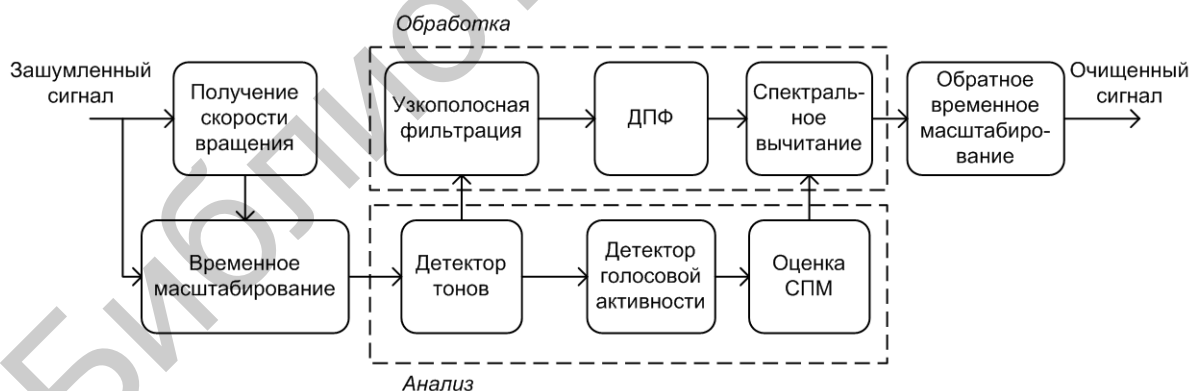 Обработка
Зашумленный
сигнал
Получение
скорости
вращения
Узкополосная
фильтрация
ДПФ
Спектраль-
ное
вычитание
Обратное
временное
масштабиро-
вание
Очищенный
сигнал
Временное
масштабирование
Детектор
тонов
Детектор
голосовой
активности
Оценка
СПМ
Анализ
Библио